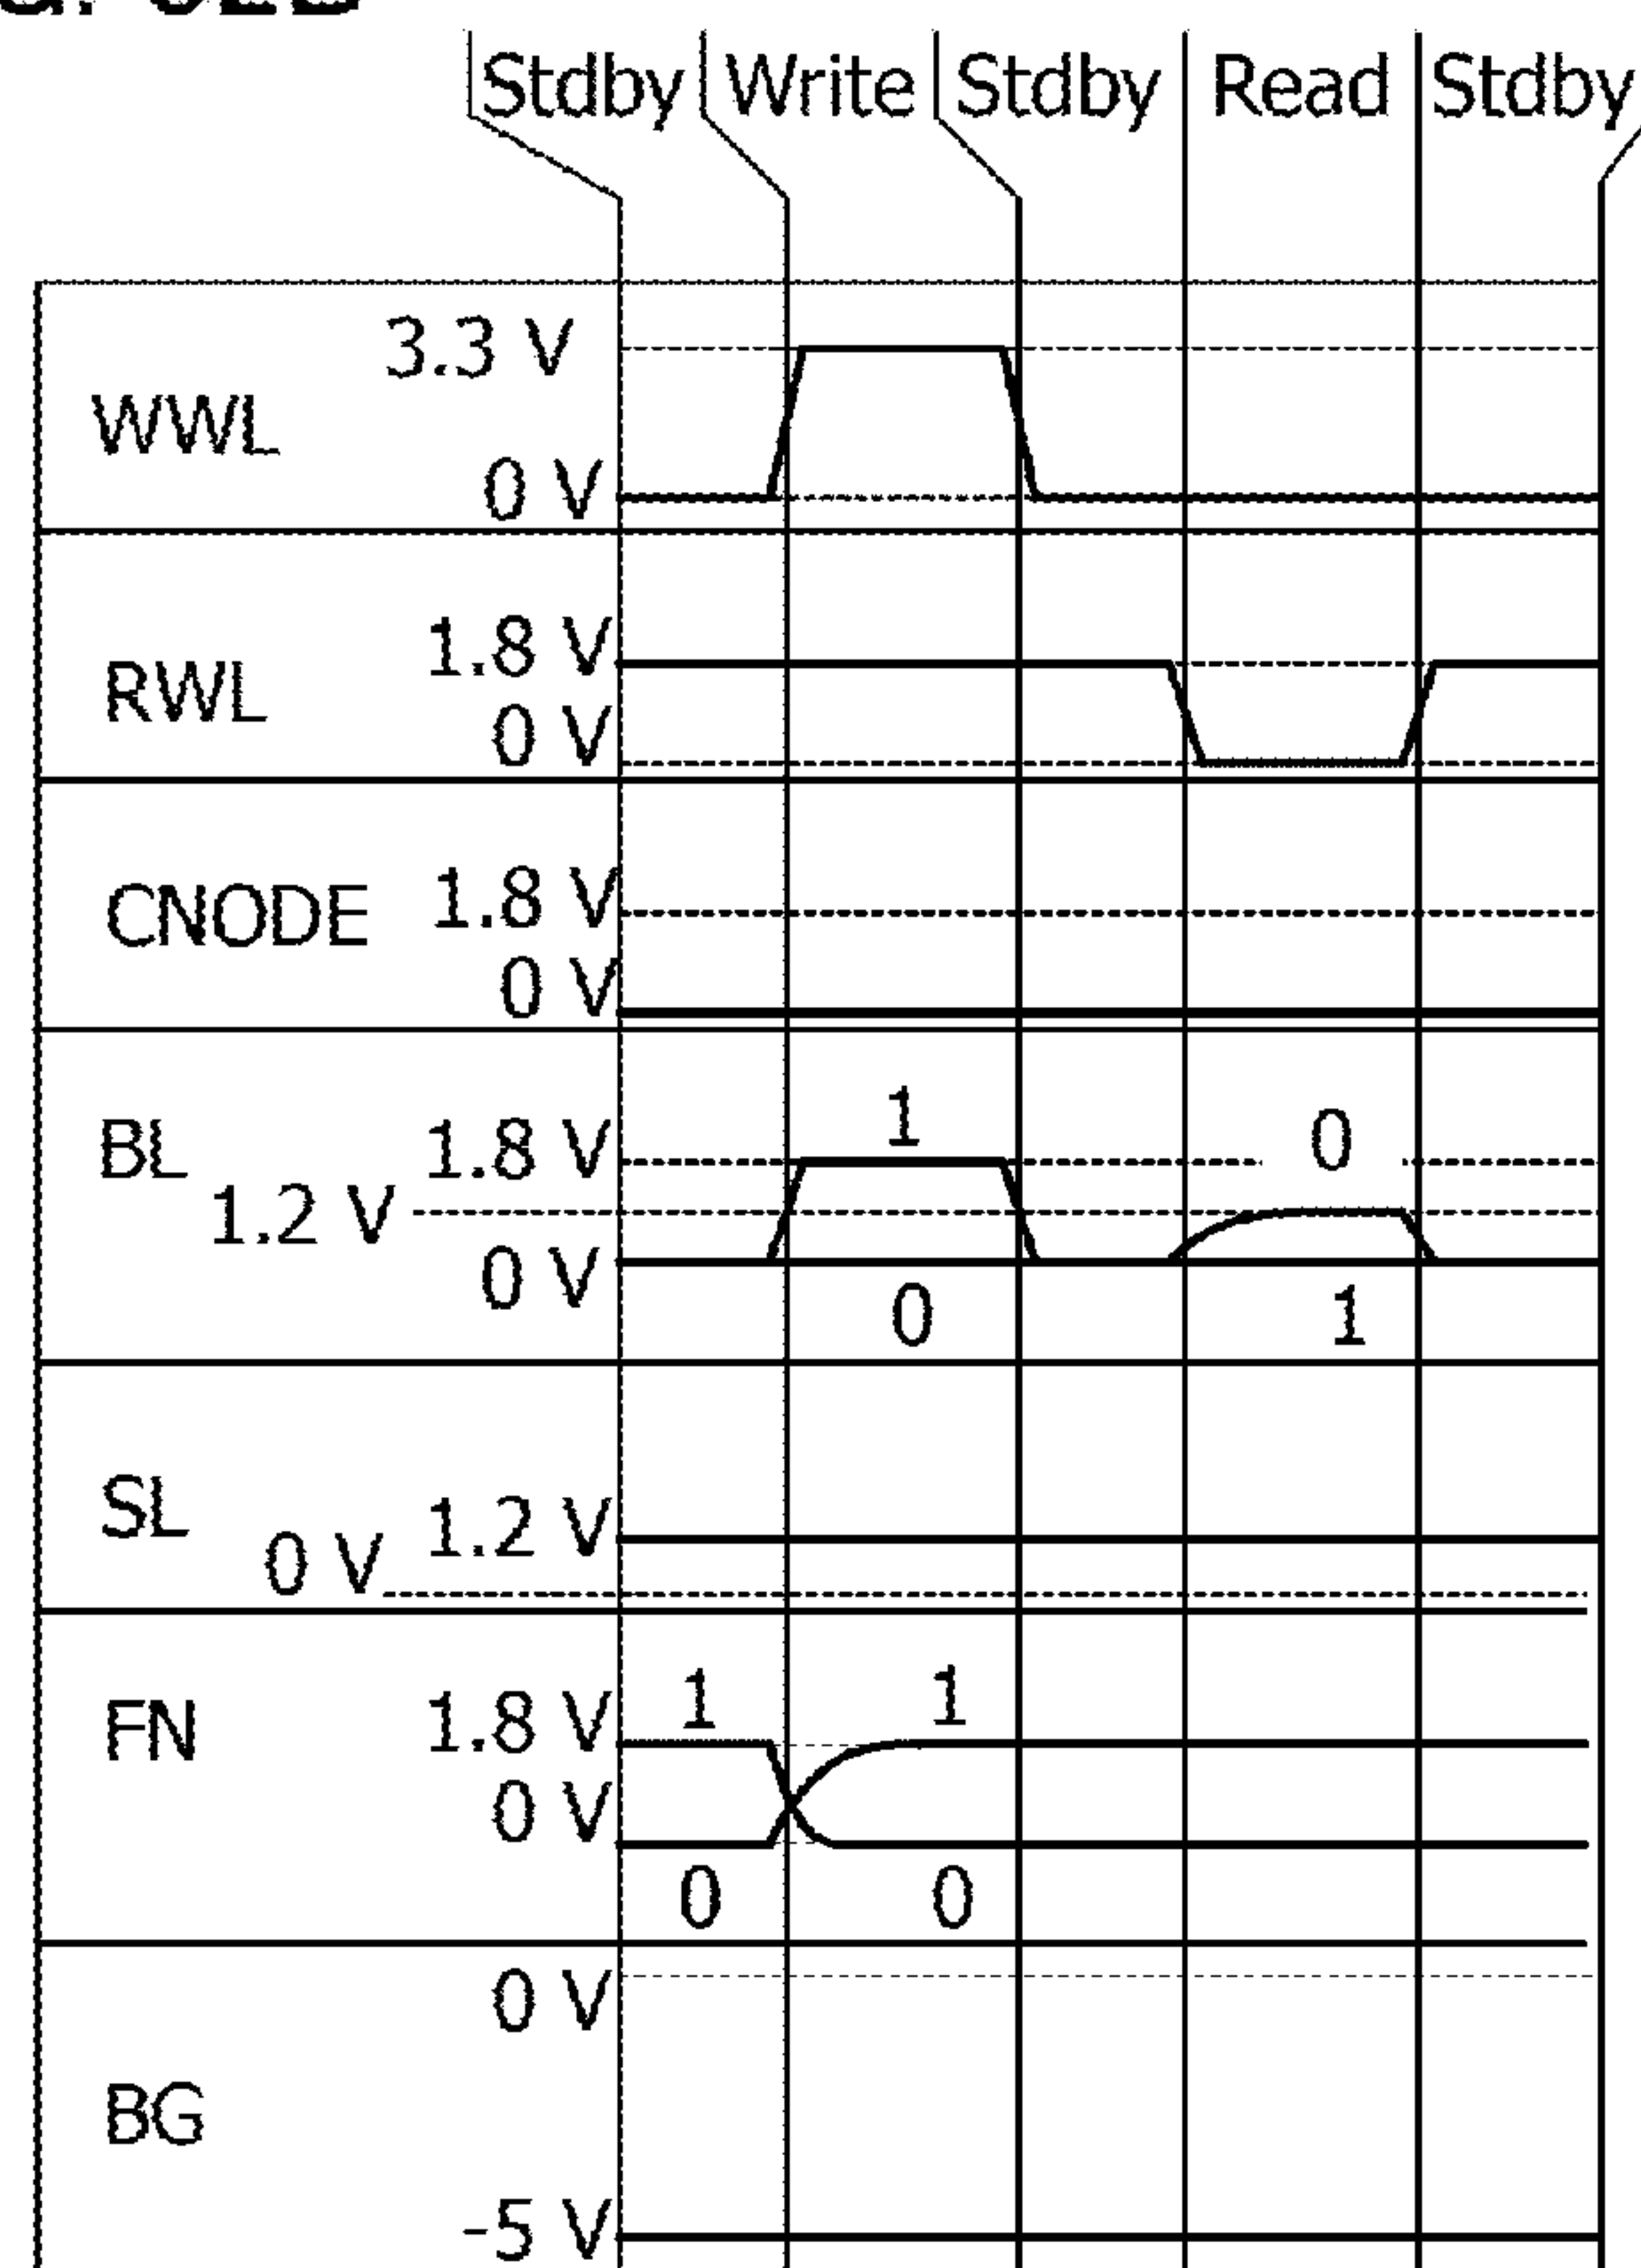 Stdby Write Stdby Read Stdby
3.3 V
WWL
0 V
1.8 V
RWL
0 V
CNODE 1.8 V
0 V
1
0
BL 1.8 V
1.2 V
0 V
0 1
SL 1.2 V
0 V
1 1
FN 1.8 V
0 V
0 0
0 V
BG
-5 V